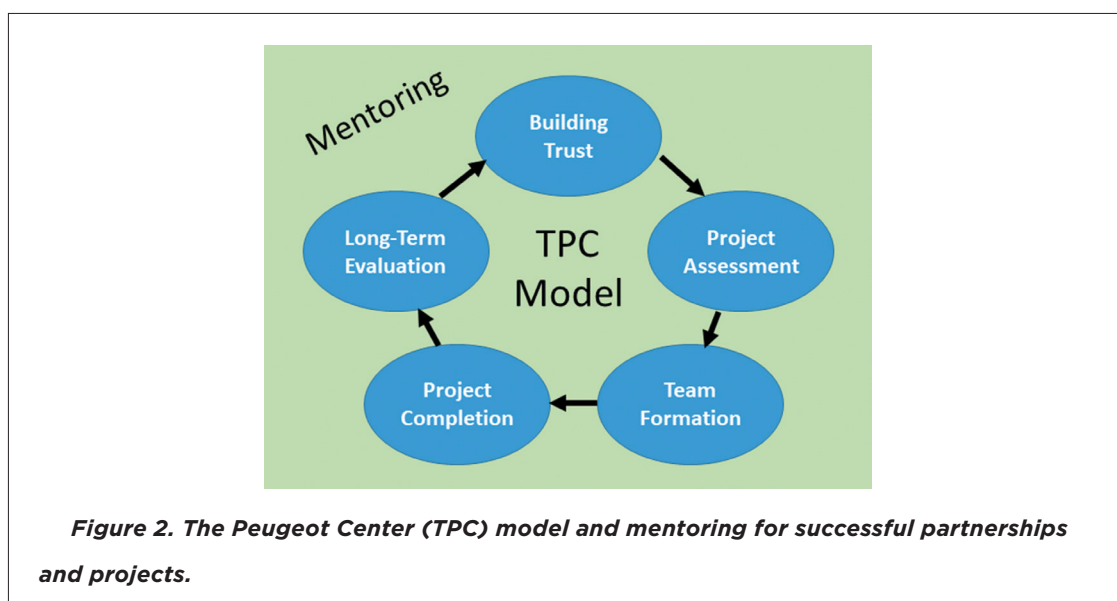 Mentoring
Building
Trust
Long-Term
Evaluation
TPC
Model
Project
Assessment
Project
Completion
Team
Formation
Figure 2. The Peugeot Center (TPC) model and mentoring for successful partnerships
and projects.